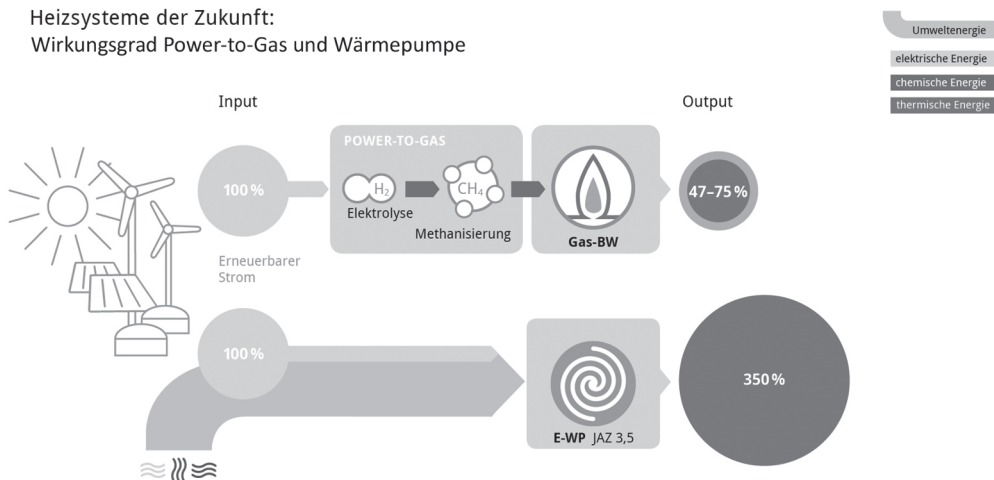 Heizsysteme der Zukunft:
Wirkungsgrad Power-to-Gas und Wärmepumpe
Umweltenergie
elektrische Energie
chemische Energie
thermische Energie
Input
Output
POWER-TO-GAS
100 %
H₂
CH₄
47–75 %
Elektrolyse
Methanisierung
Gas-BW
Erneuerbarer
Strom
100 %
350 %
E-WP JAZ 3,5